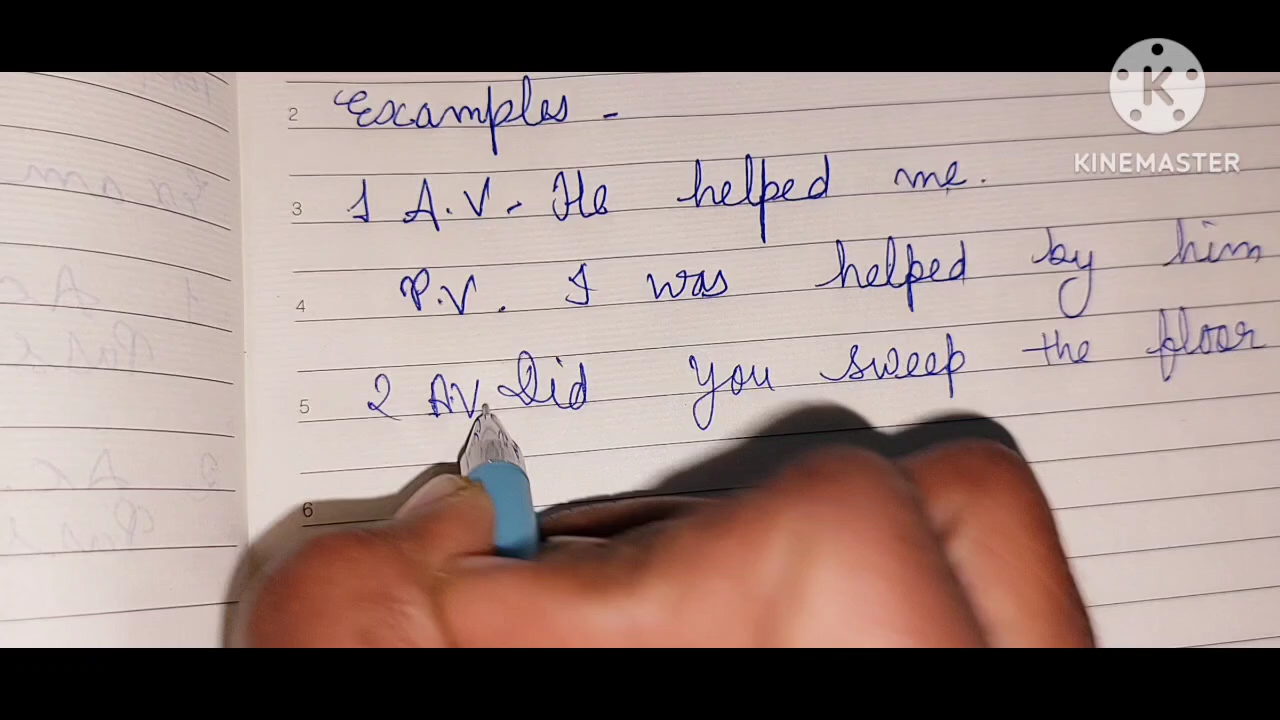 2 Examples -
3 1 A.V. He helped me.
4 P.V. I was helped by him
5 2 A.V. Did you sweep the floor
6
K
KINEMASTER